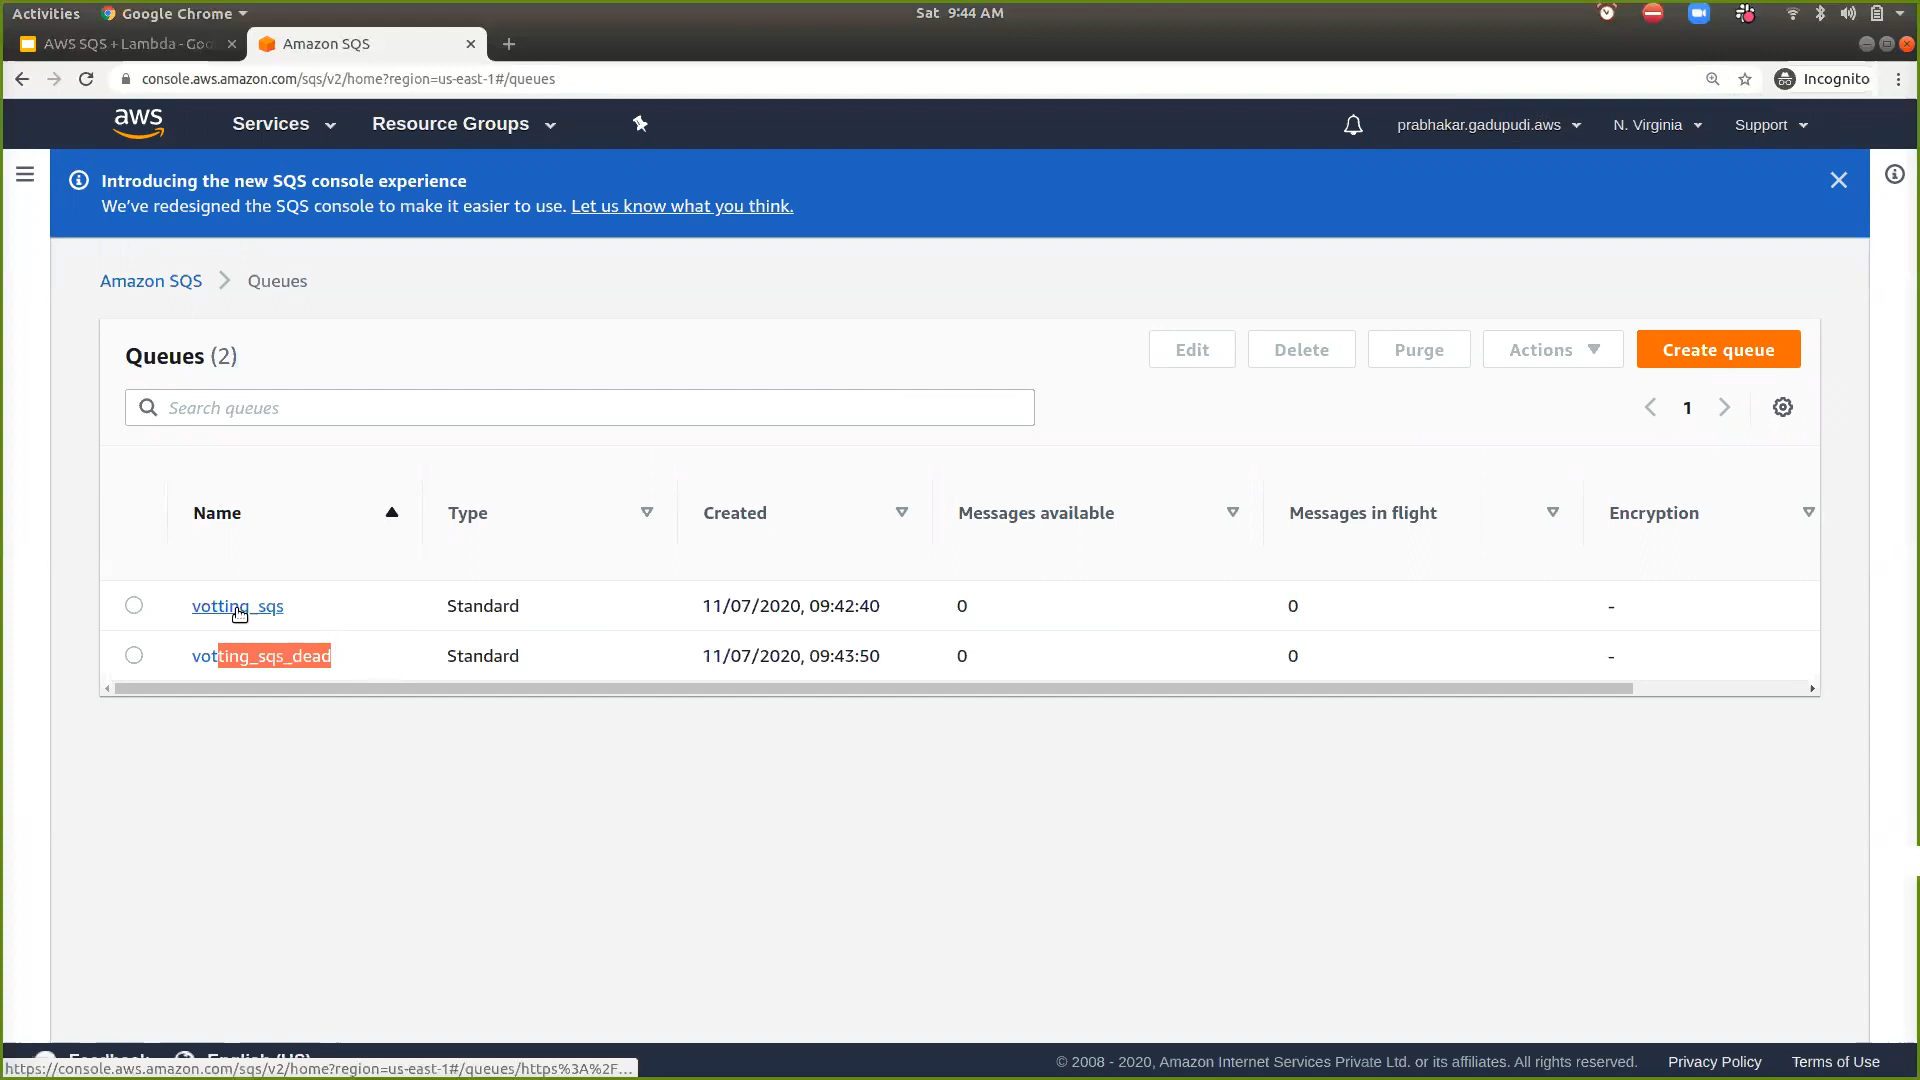 Activities Google Chrome Sat 9:44 AM
AWS SQS + Lambda - Goo Amazon SQS
console.aws.amazon.com/sqs/v2/home?region=us-east-1#/queues Incognito
aws Services Resource Groups prabhakar.gadupudi.aws N. Virginia Support
Introducing the new SQS console experience
We've redesigned the SQS console to make it easier to use. Let us know what you think.
Amazon SQS Queues
Queues (2) Edit Delete Purge Actions Create queue
Search queues 1
Name Type Created Messages available Messages in flight Encryption
votting_sqs Standard 11/07/2020, 09:42:40 0 0 -
votting_sqs_dead Standard 11/07/2020, 09:43:50 0 0 -
Feedback English (US) © 2008 - 2020, Amazon Internet Services Private Ltd. or its affiliates. All rights reserved. Privacy Policy Terms of Use
https://console.aws.amazon.com/sqs/v2/home?region=us-east-1#/queues/https%3A%2F...